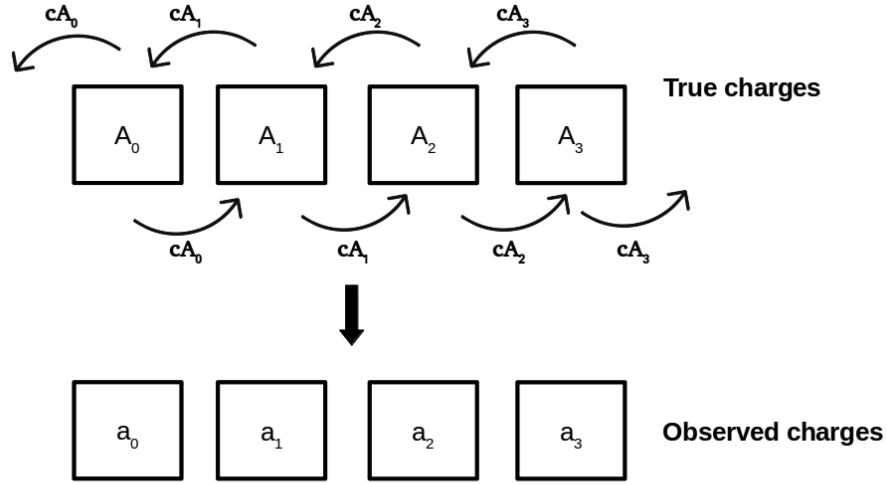 cA₀ cA₁ cA₂ cA₃
True charges
A₀ A₁ A₂ A₃
cA₀ cA₁ cA₂ cA₃
a₀ a₁ a₂ a₃
Observed charges